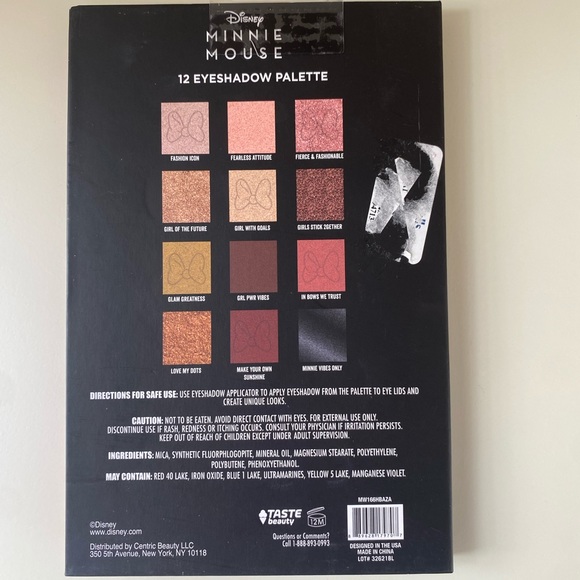 Disney
MINNIE
MOUSE
12 EYESHADOW PALETTE
FASHION ICON
FEARLESS ATTITUDE
FIERCE & FASHIONABLE
GIRL OF THE FUTURE
GIRL WITH GOALS
GIRLS STICK 2GETHER
GLAM GREATNESS
GRL PWR VIBES
IN BOWS WE TRUST
LOVE MY DOTS
MAKE YOUR OWN
SUNSHINE
MINNIE VIBES ONLY
DIRECTIONS FOR SAFE USE: USE EYESHADOW APPLICATOR TO APPLY EYESHADOW FROM THE PALETTE TO EYE LIDS AND
CREATE UNIQUE LOOKS.
CAUTION: NOT TO BE EATEN. AVOID DIRECT CONTACT WITH EYES. FOR EXTERNAL USE ONLY.
DISCONTINUE USE IF RASH, REDNESS OR ITCHING OCCURS. CONSULT YOUR PHYSICIAN IF IRRITATION PERSISTS.
KEEP OUT OF REACH OF CHILDREN EXCEPT UNDER ADULT SUPERVISION.
INGREDIENTS: MICA, SYNTHETIC FLUORPHLOGOPITE, MINERAL OIL, MAGNESIUM STEARATE, POLYETHYLENE,
POLYBUTENE, PHENOXYETHANOL.
MAY CONTAIN: RED 40 LAKE, IRON OXIDE, BLUE 1 LAKE, ULTRAMARINES, YELLOW 5 LAKE, MANGANESE VIOLET.
©Disney
www.disney.com
Distributed by Centric Beauty LLC
350 5th Avenue, New York, NY 10118
TASTE
beauty
12M
Questions or Comments?
Call 1-888-893-0993
MW166HBAZA
DESIGNED IN THE USA
MADE IN CHINA
LOT# 32621BL